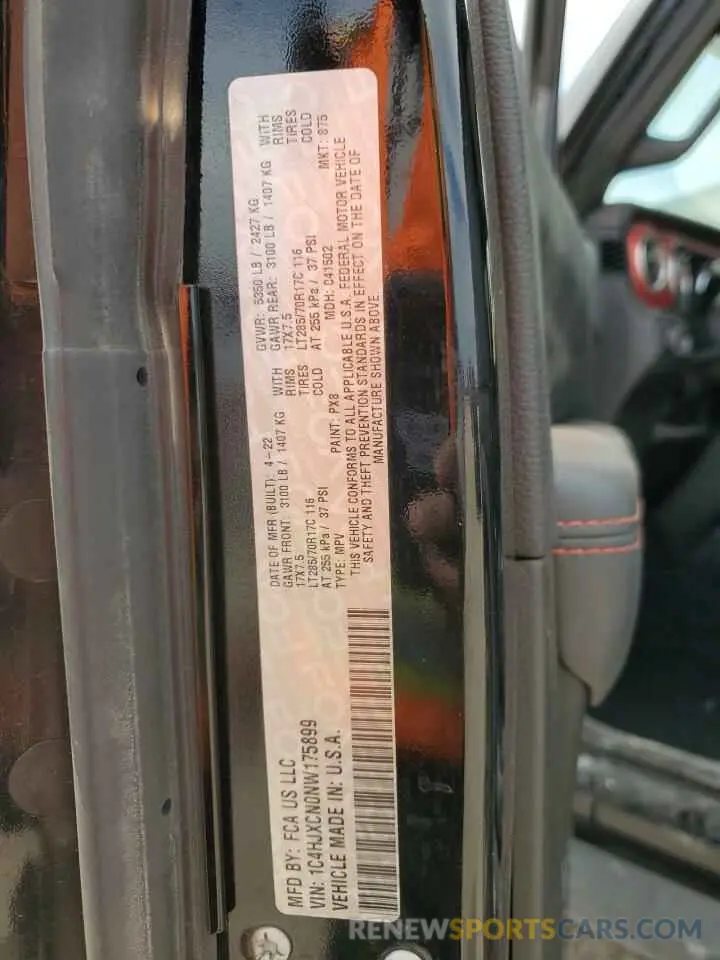 MFD BY: FCA US LLC
DATE OF MFR (BUILT): 4-22
GVWR: 5350 LB / 2427 KG
GAWR FRONT: 3100 LB / 1407 KG WITH
GAWR REAR: 3100 LB / 1407 KG WITH
17X7.5 RIMS
17X7.5 RIMS
LT285/70R17C 116 TIRES
LT285/70R17C 116 TIRES
AT 255 kPa / 37 PSI COLD
AT 255 kPa / 37 PSI COLD
VIN: 1C4HJXCN0NW175899
TYPE: MPV
PAINT: PX8
MDH: 041502
MKT: 875
VEHICLE MADE IN: U.S.A.
THIS VEHICLE CONFORMS TO ALL APPLICABLE U.S.A. FEDERAL MOTOR VEHICLE
SAFETY AND THEFT PREVENTION STANDARDS IN EFFECT ON THE DATE OF
MANUFACTURE SHOWN ABOVE
RENEWSPORTSCARS.COM